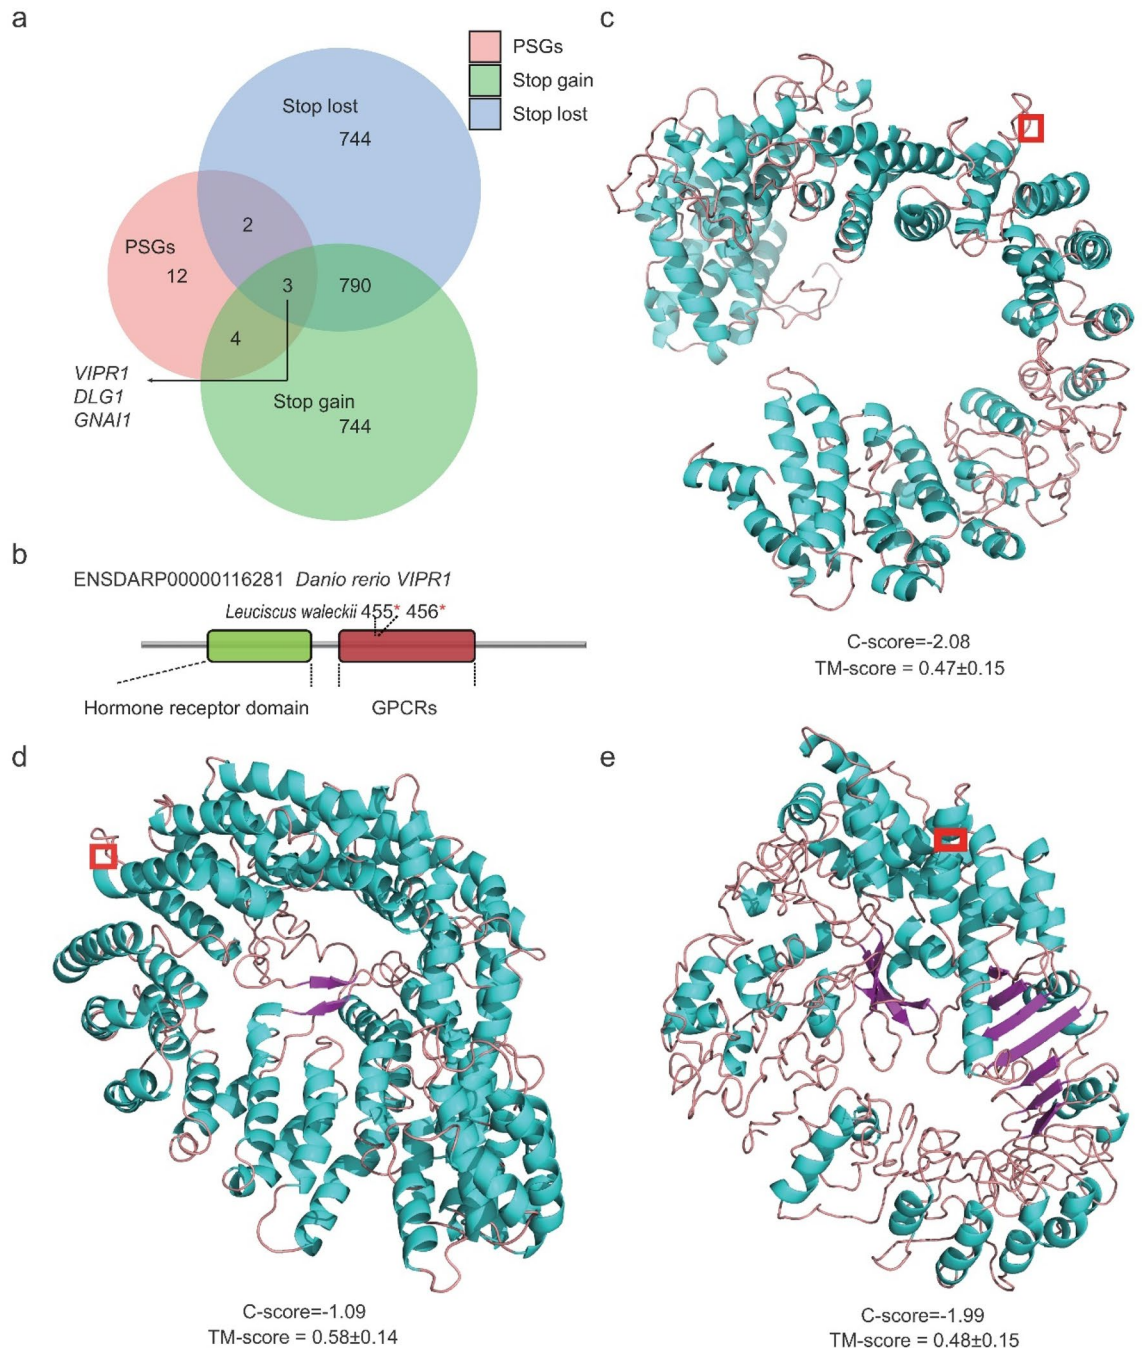 a
PSGs
Stop gain
Stop lost
Stop lost
744
2
PSGs
12
3
790
4
VIPR1
DLG1
GNAI1
Stop gain
744
b
ENSDARP00000116281 Danio rerio VIPR1
Leuciscus waleckii 455* 456*
Hormone receptor domain
GPCRs
c
C-score=-2.08
TM-score = 0.47±0.15
d
C-score=-1.09
TM-score = 0.58±0.14
e
C-score=-1.99
TM-score = 0.48±0.15